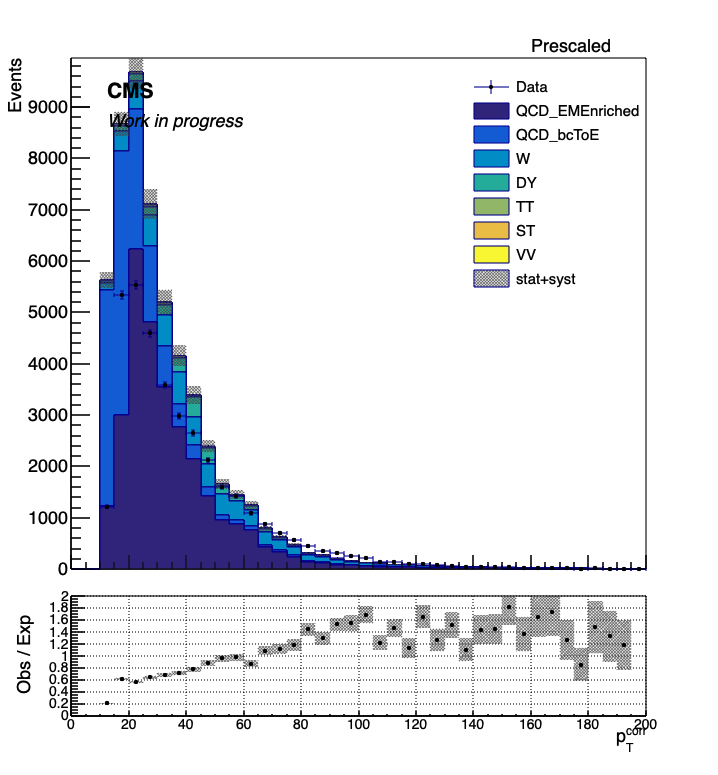 Prescaled
Events
CMS
Work in progress
Data
QCD_EMEnriched
QCD_bcToE
W
DY
TT
ST
VV
stat+syst
9000
8000
7000
6000
5000
4000
3000
2000
1000
0
Obs / Exp
2
1.8
1.6
1.4
1.2
1
0.8
0.6
0.4
0.2
0
0 20 40 60 80 100 120 140 160 180 200
p_T^corr